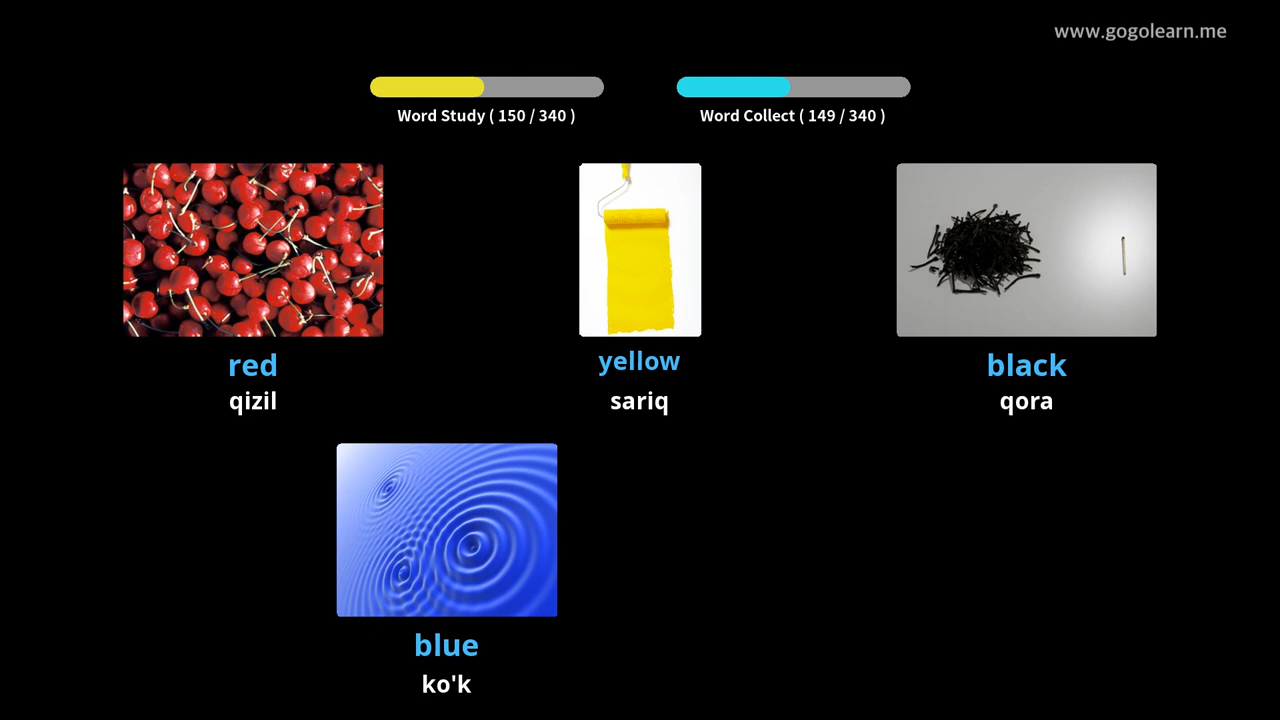 www.gogolearn.me
Word Study ( 150 / 340 )
Word Collect ( 149 / 340 )
red
qizil
yellow
sariq
black
qora
blue
ko'k